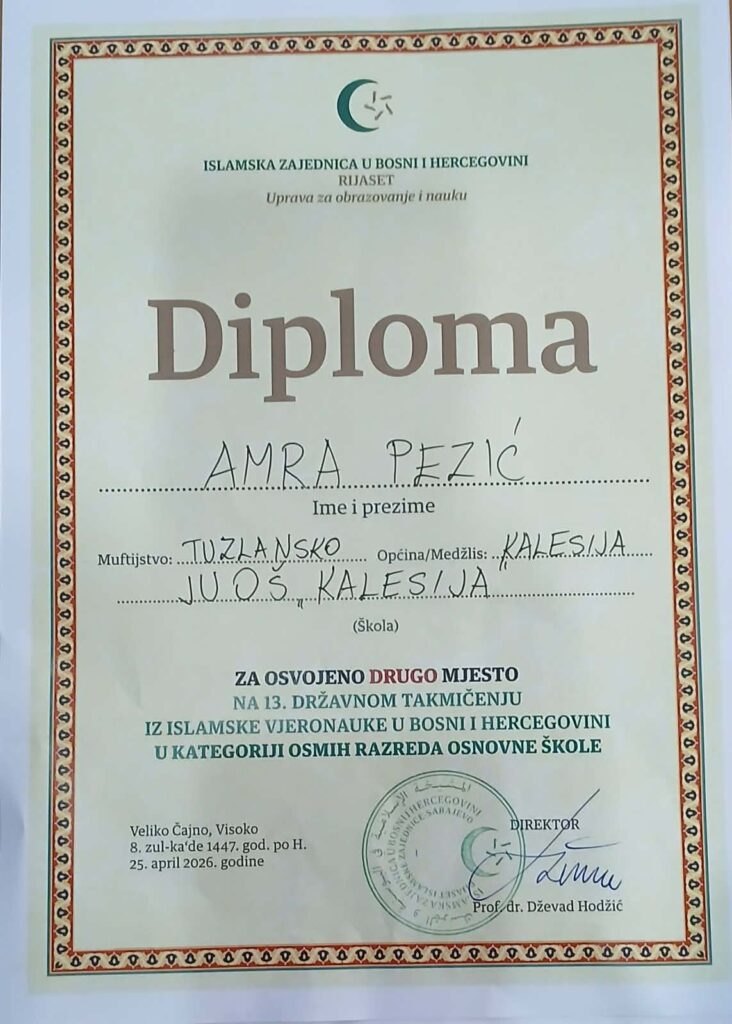 ISLAMSKA ZAJEDNICA U BOSNI I HERCEGOVINI
RIJASET
Uprava za obrazovanje i nauku
Diploma
AMRA PEZIĆ
Ime i prezime
Muftijstvo: TUZLANSKO Općina/Medžlis: KALESIJA
JU OŠ „KALESIJA"
(Škola)
ZA OSVOJENO DRUGO MJESTO
NA 13. DRŽAVNOM TAKMIČENJU
IZ ISLAMSKE VJERONAUKE U BOSNI I HERCEGOVINI
U KATEGORIJI OSMIH RAZREDA OSNOVNE ŠKOLE
Veliko Čajno, Visoko
8. zul-ka‘de 1447. god. po H.
25. april 2026. godine
DIREKTOR
Prof. dr. Dževad Hodžić